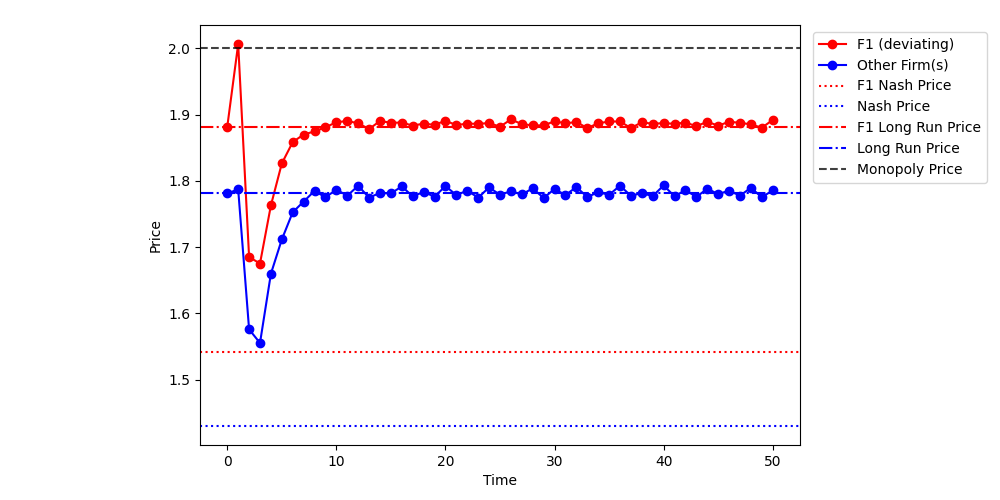 2.0
1.9
1.8
1.7
1.6
1.5
Price
0 10 20 30 40 50
Time
F1 (deviating)
Other Firm(s)
F1 Nash Price
Nash Price
F1 Long Run Price
Long Run Price
Monopoly Price